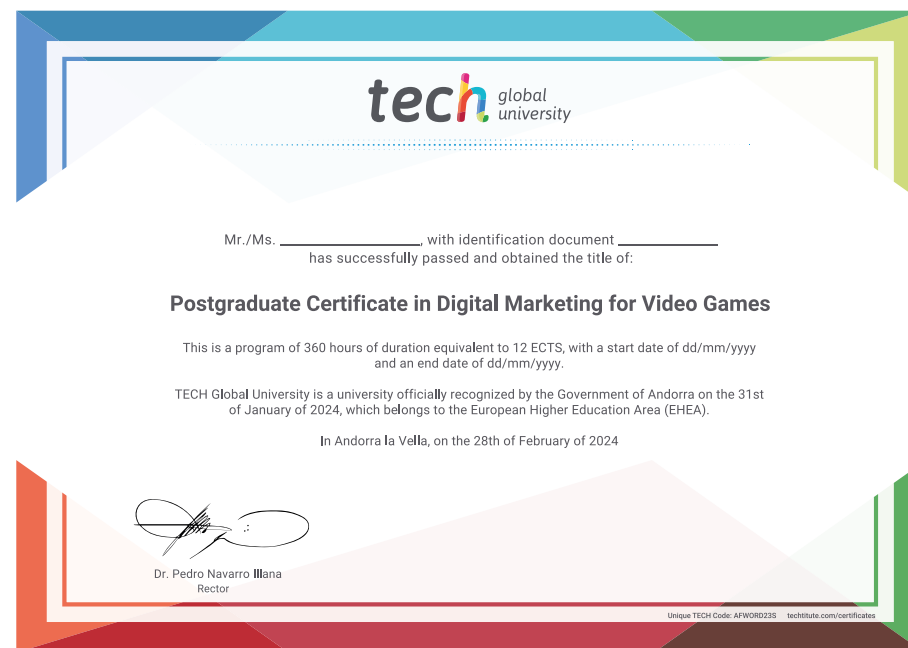 tech global
university
Mr./Ms. ____________________, with identification document ______________
has successfully passed and obtained the title of:
Postgraduate Certificate in Digital Marketing for Video Games
This is a program of 360 hours of duration equivalent to 12 ECTS, with a start date of dd/mm/yyyy
and an end date of dd/mm/yyyy.
TECH Global University is a university officially recognized by the Government of Andorra on the 31st
of January of 2024, which belongs to the European Higher Education Area (EHEA).
In Andorra la Vella, on the 28th of February of 2024
Dr. Pedro Navarro Illana
Rector
Unique TECH Code: AFWORD23S techtitute.com/certificates